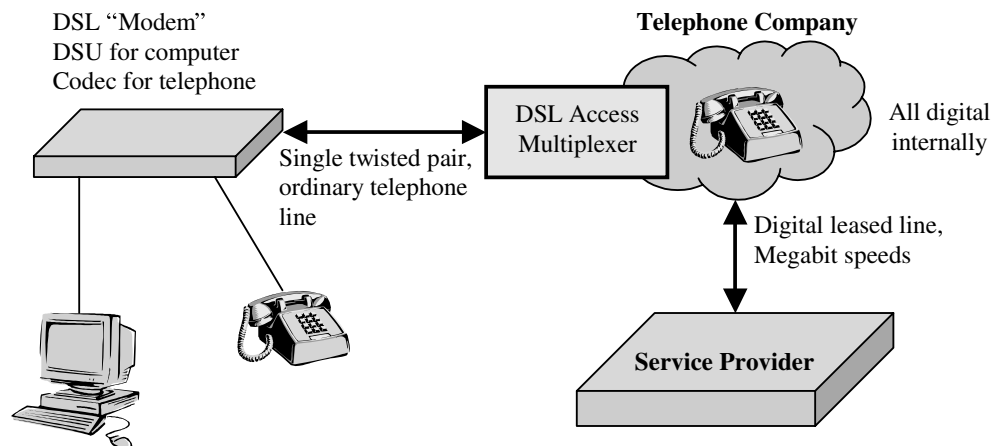 DSL “Modem”
DSU for computer
Codec for telephone
Telephone Company
DSL Access
Multiplexer
All digital
internally
Single twisted pair,
ordinary telephone
line
Digital leased line,
Megabit speeds
Service Provider